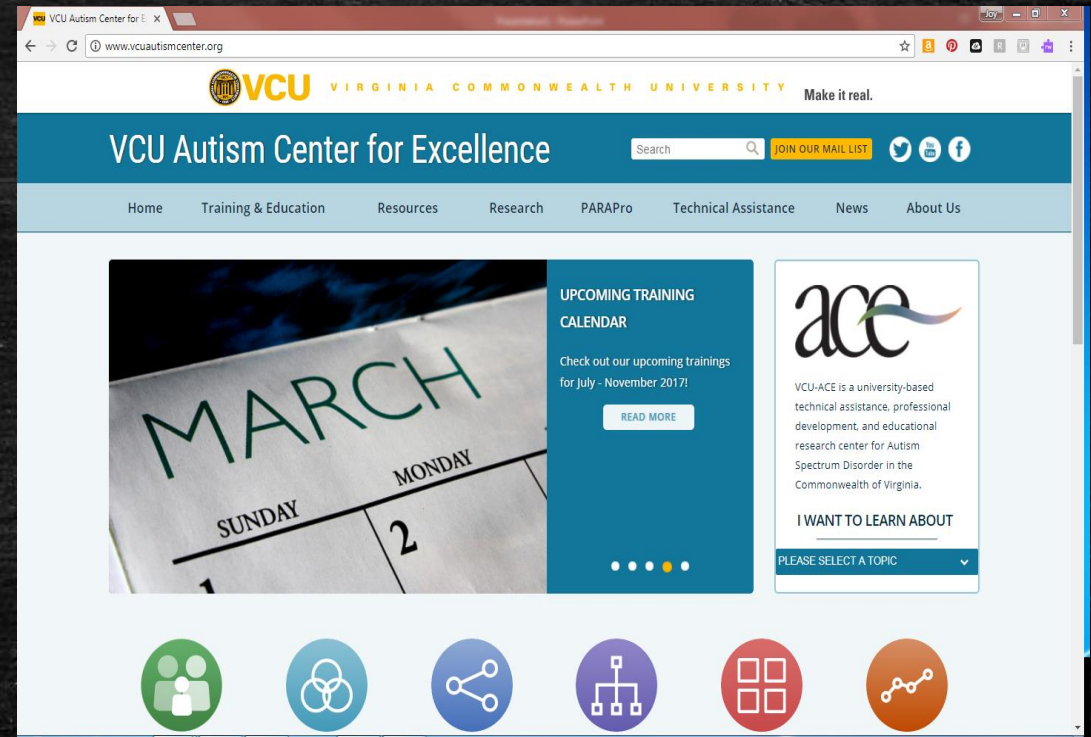 VCU VCU Autism Center for E
Joy
www.vcuautismcenter.org
VCU VIRGINIA COMMONWEALTH UNIVERSITY Make it real.
VCU Autism Center for Excellence
Search
JOIN OUR MAIL LIST
Home Training & Education Resources Research PARAPro Technical Assistance News About Us
MARCH
SUNDAY MONDAY
1 2
UPCOMING TRAINING
CALENDAR
Check out our upcoming trainings
for July - November 2017!
READ MORE
ace
VCU-ACE is a university-based
technical assistance, professional
development, and educational
research center for Autism
Spectrum Disorder in the
Commonwealth of Virginia.
I WANT TO LEARN ABOUT
PLEASE SELECT A TOPIC